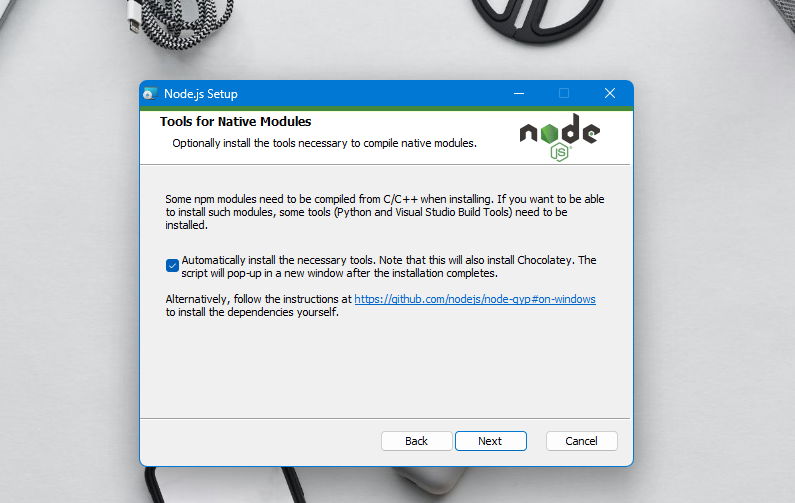 Node.js Setup
Tools for Native Modules
Optionally install the tools necessary to compile native modules.
node
JS
Some npm modules need to be compiled from C/C++ when installing. If you want to be able
to install such modules, some tools (Python and Visual Studio Build Tools) need to be
installed.
Automatically install the necessary tools. Note that this will also install Chocolatey. The
script will pop-up in a new window after the installation completes.
Alternatively, follow the instructions at https://github.com/nodejs/node-gyp#on-windows
to install the dependencies yourself.
Back Next Cancel